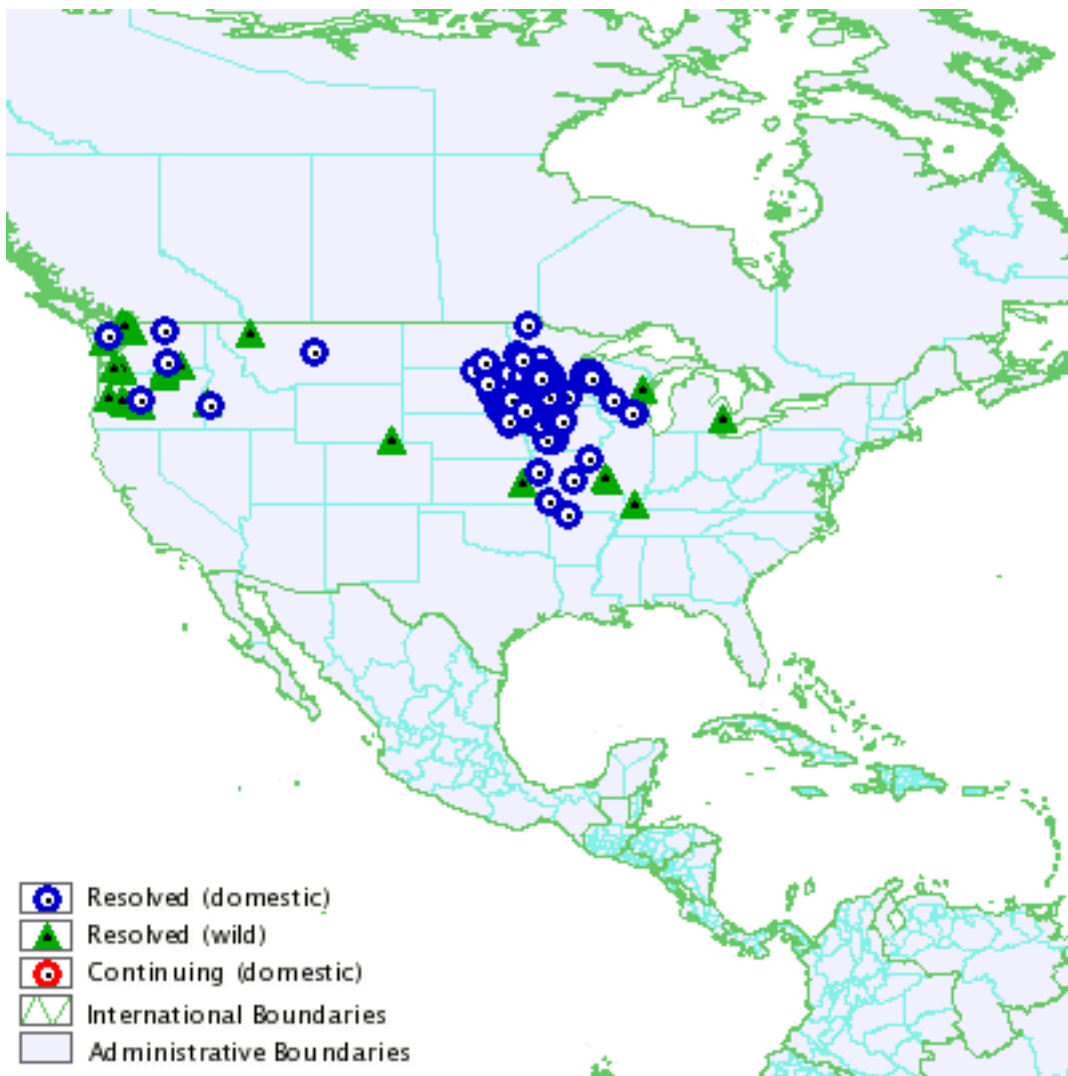 Resolved (domestic)
Resolved (wild)
Continuing (domestic)
International Boundaries
Administrative Boundaries